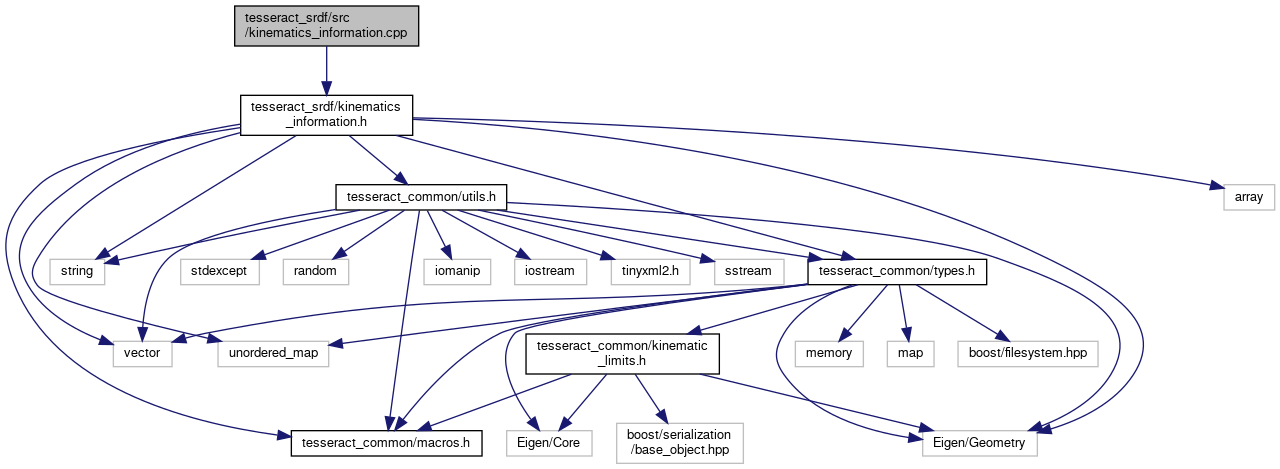 tesseract_srdf/src
/kinematics_information.cpp
tesseract_srdf/kinematics
_information.h
tesseract_common/utils.h
array
string
stdexcept
random
iomanip
iostream
tinyxml2.h
sstream
tesseract_common/types.h
vector
unordered_map
tesseract_common/kinematic
_limits.h
memory
map
boost/filesystem.hpp
tesseract_common/macros.h
Eigen/Core
boost/serialization
/base_object.hpp
Eigen/Geometry